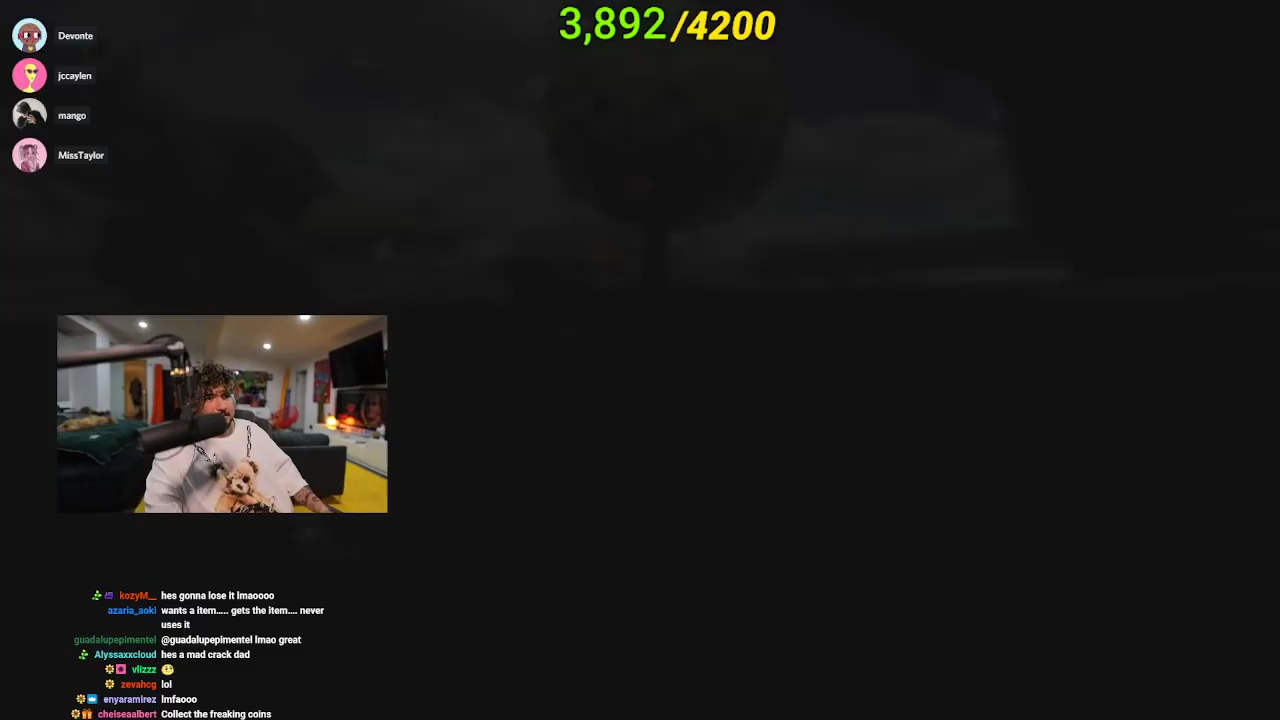 3,892/4200
Devonte
jccaylen
mango
MissTaylor
kozyM__ hes gonna lose it lmaoooo
azaria_aoki wants a item..... gets the item.... never
uses it
guadalupepimentel @guadalupepimentel lmao great
Alyssaxxcloud hes a mad crack dad
vlizzz
zevahcg lol
enyaramirez lmfaooo
chelseaalbert Collect the freaking coins